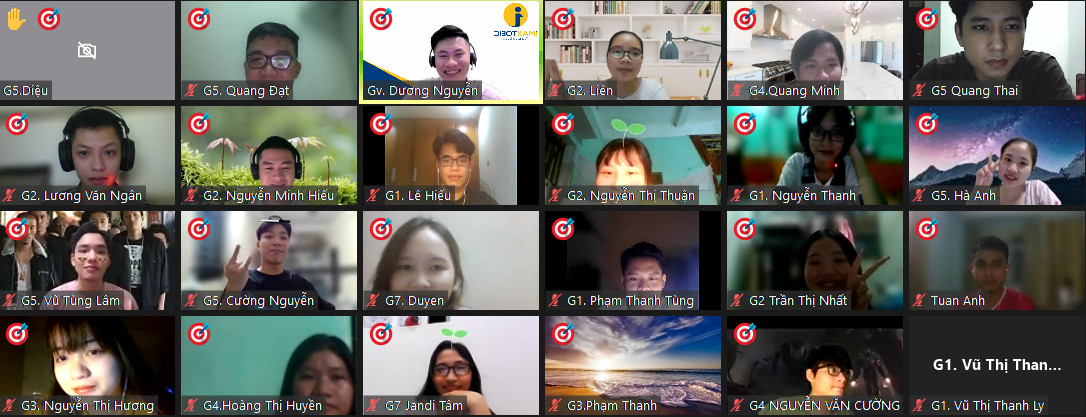 G5.Diệu
G5. Quang Đạt
Gv. Dương Nguyễn
G2. Liên
G4.Quang Minh
G5 Quang Thai
G2. Lương Văn Ngân
G2. Nguyễn Minh Hiếu
G1. Lê Hiếu
G2. Nguyễn Thị Thuận
G1. Nguyễn Thanh
G5. Hà Anh
G5. Vũ Tùng Lâm
G5. Cường Nguyễn
G7. Duyen
G1. Phạm Thanh Tùng
G2 Trần Thị Nhất
Tuan Anh
G3. Nguyễn Thị Hương
G4.Hoàng Thị Huyền
G7 Jandi Tâm
G3.Phạm Thanh
G4 NGUYỄN VĂN CƯỜNG
G1. Vũ Thị Than...
G1. Vũ Thị Thanh Ly